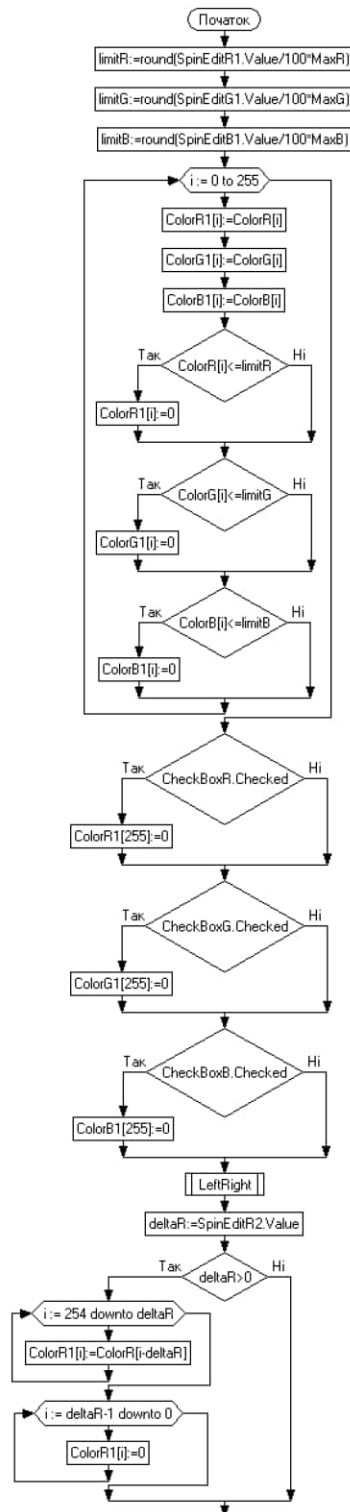 Початок
limitR:=round(SpinEditR1.Value/100*MaxR)
limitG:=round(SpinEditG1.Value/100*MaxG)
limitB:=round(SpinEditB1.Value/100*MaxB)
i := 0 to 255
ColorR1[i]:=ColorR[i]
ColorG1[i]:=ColorG[i]
ColorB1[i]:=ColorB[i]
Так Ні
ColorR[i]<=limitR
ColorR1[i]:=0
Так Ні
ColorG[i]<=limitG
ColorG1[i]:=0
Так Ні
ColorB[i]<=limitB
ColorB1[i]:=0
Так Ні
CheckBoxR.Checked
ColorR1[255]:=0
Так Ні
CheckBoxG.Checked
ColorG1[255]:=0
Так Ні
CheckBoxB.Checked
ColorB1[255]:=0
LeftRight
deltaR:=SpinEditR2.Value
Так Ні
deltaR>0
i := 254 downto deltaR
ColorR1[i]:=ColorR[i-deltaR]
i := deltaR-1 downto 0
ColorR1[i]:=0